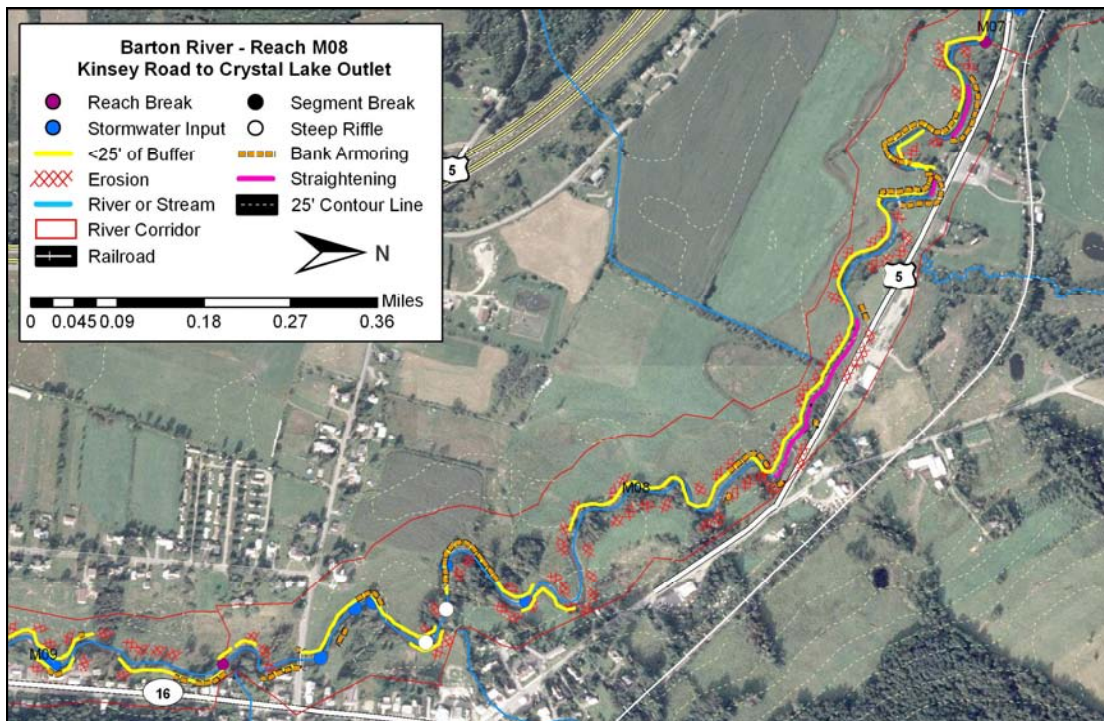 Barton River - Reach M08
Kinsey Road to Crystal Lake Outlet
Reach Break
Segment Break
Stormwater Input
Steep Riffle
<25' of Buffer
Bank Armoring
Erosion
Straightening
River or Stream
25' Contour Line
River Corridor
Railroad
N
Miles
0 0.045 0.09 0.18 0.27 0.36
M07
5
5
M08
M09
16